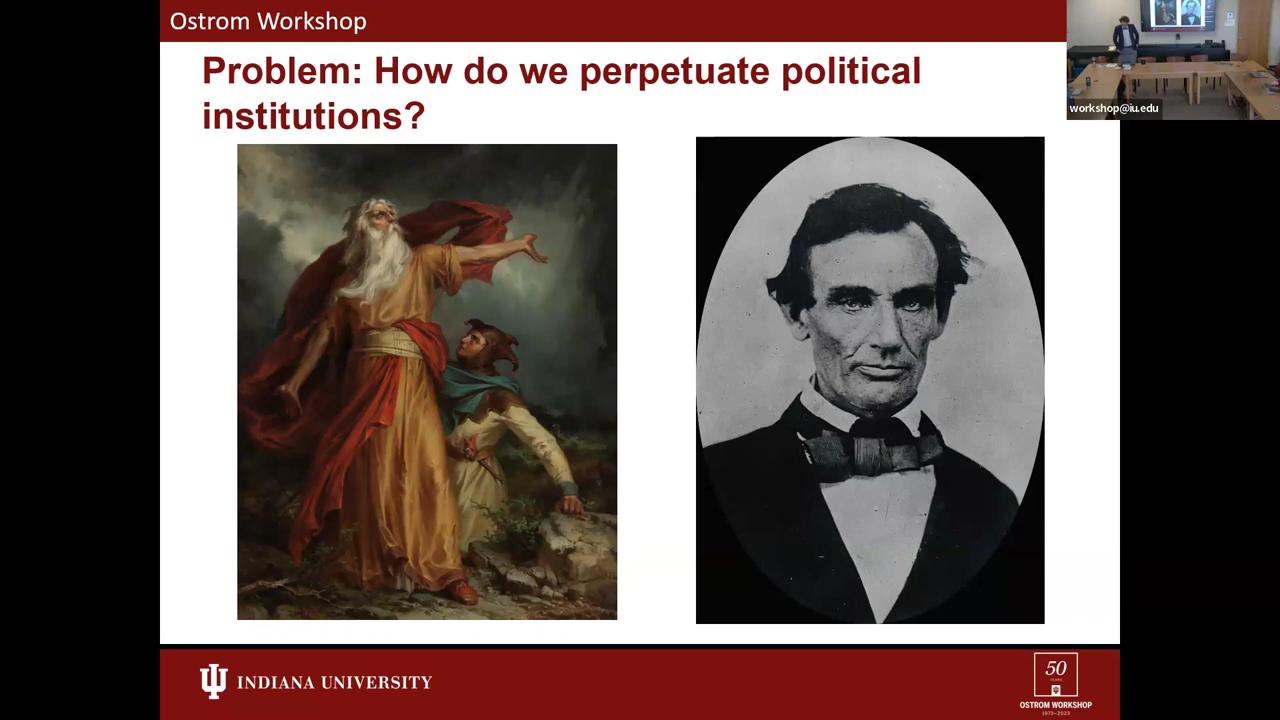 Ostrom Workshop
Problem: How do we perpetuate political
institutions?
workshop@iu.edu
INDIANA UNIVERSITY
50
YEARS
OSTROM WORKSHOP
1973–2023